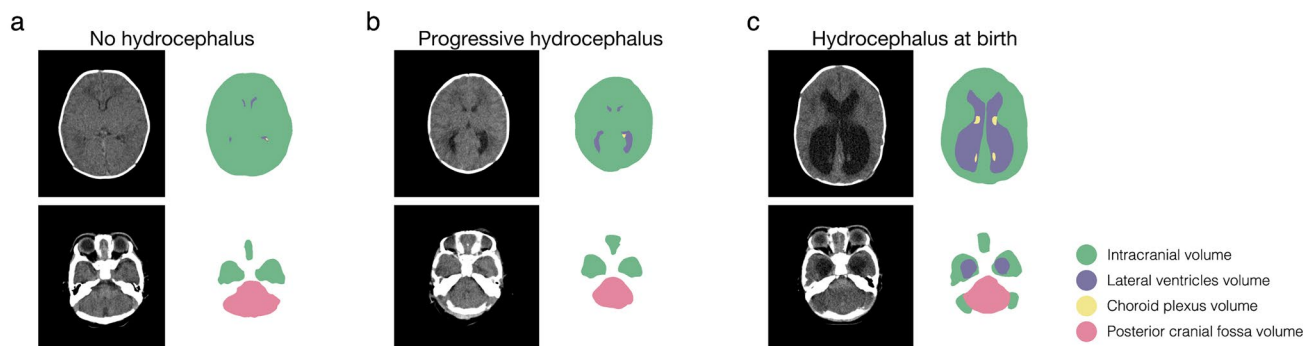 a
No hydrocephalus
b
Progressive hydrocephalus
c
Hydrocephalus at birth
Intracranial volume
Lateral ventricles volume
Choroid plexus volume
Posterior cranial fossa volume